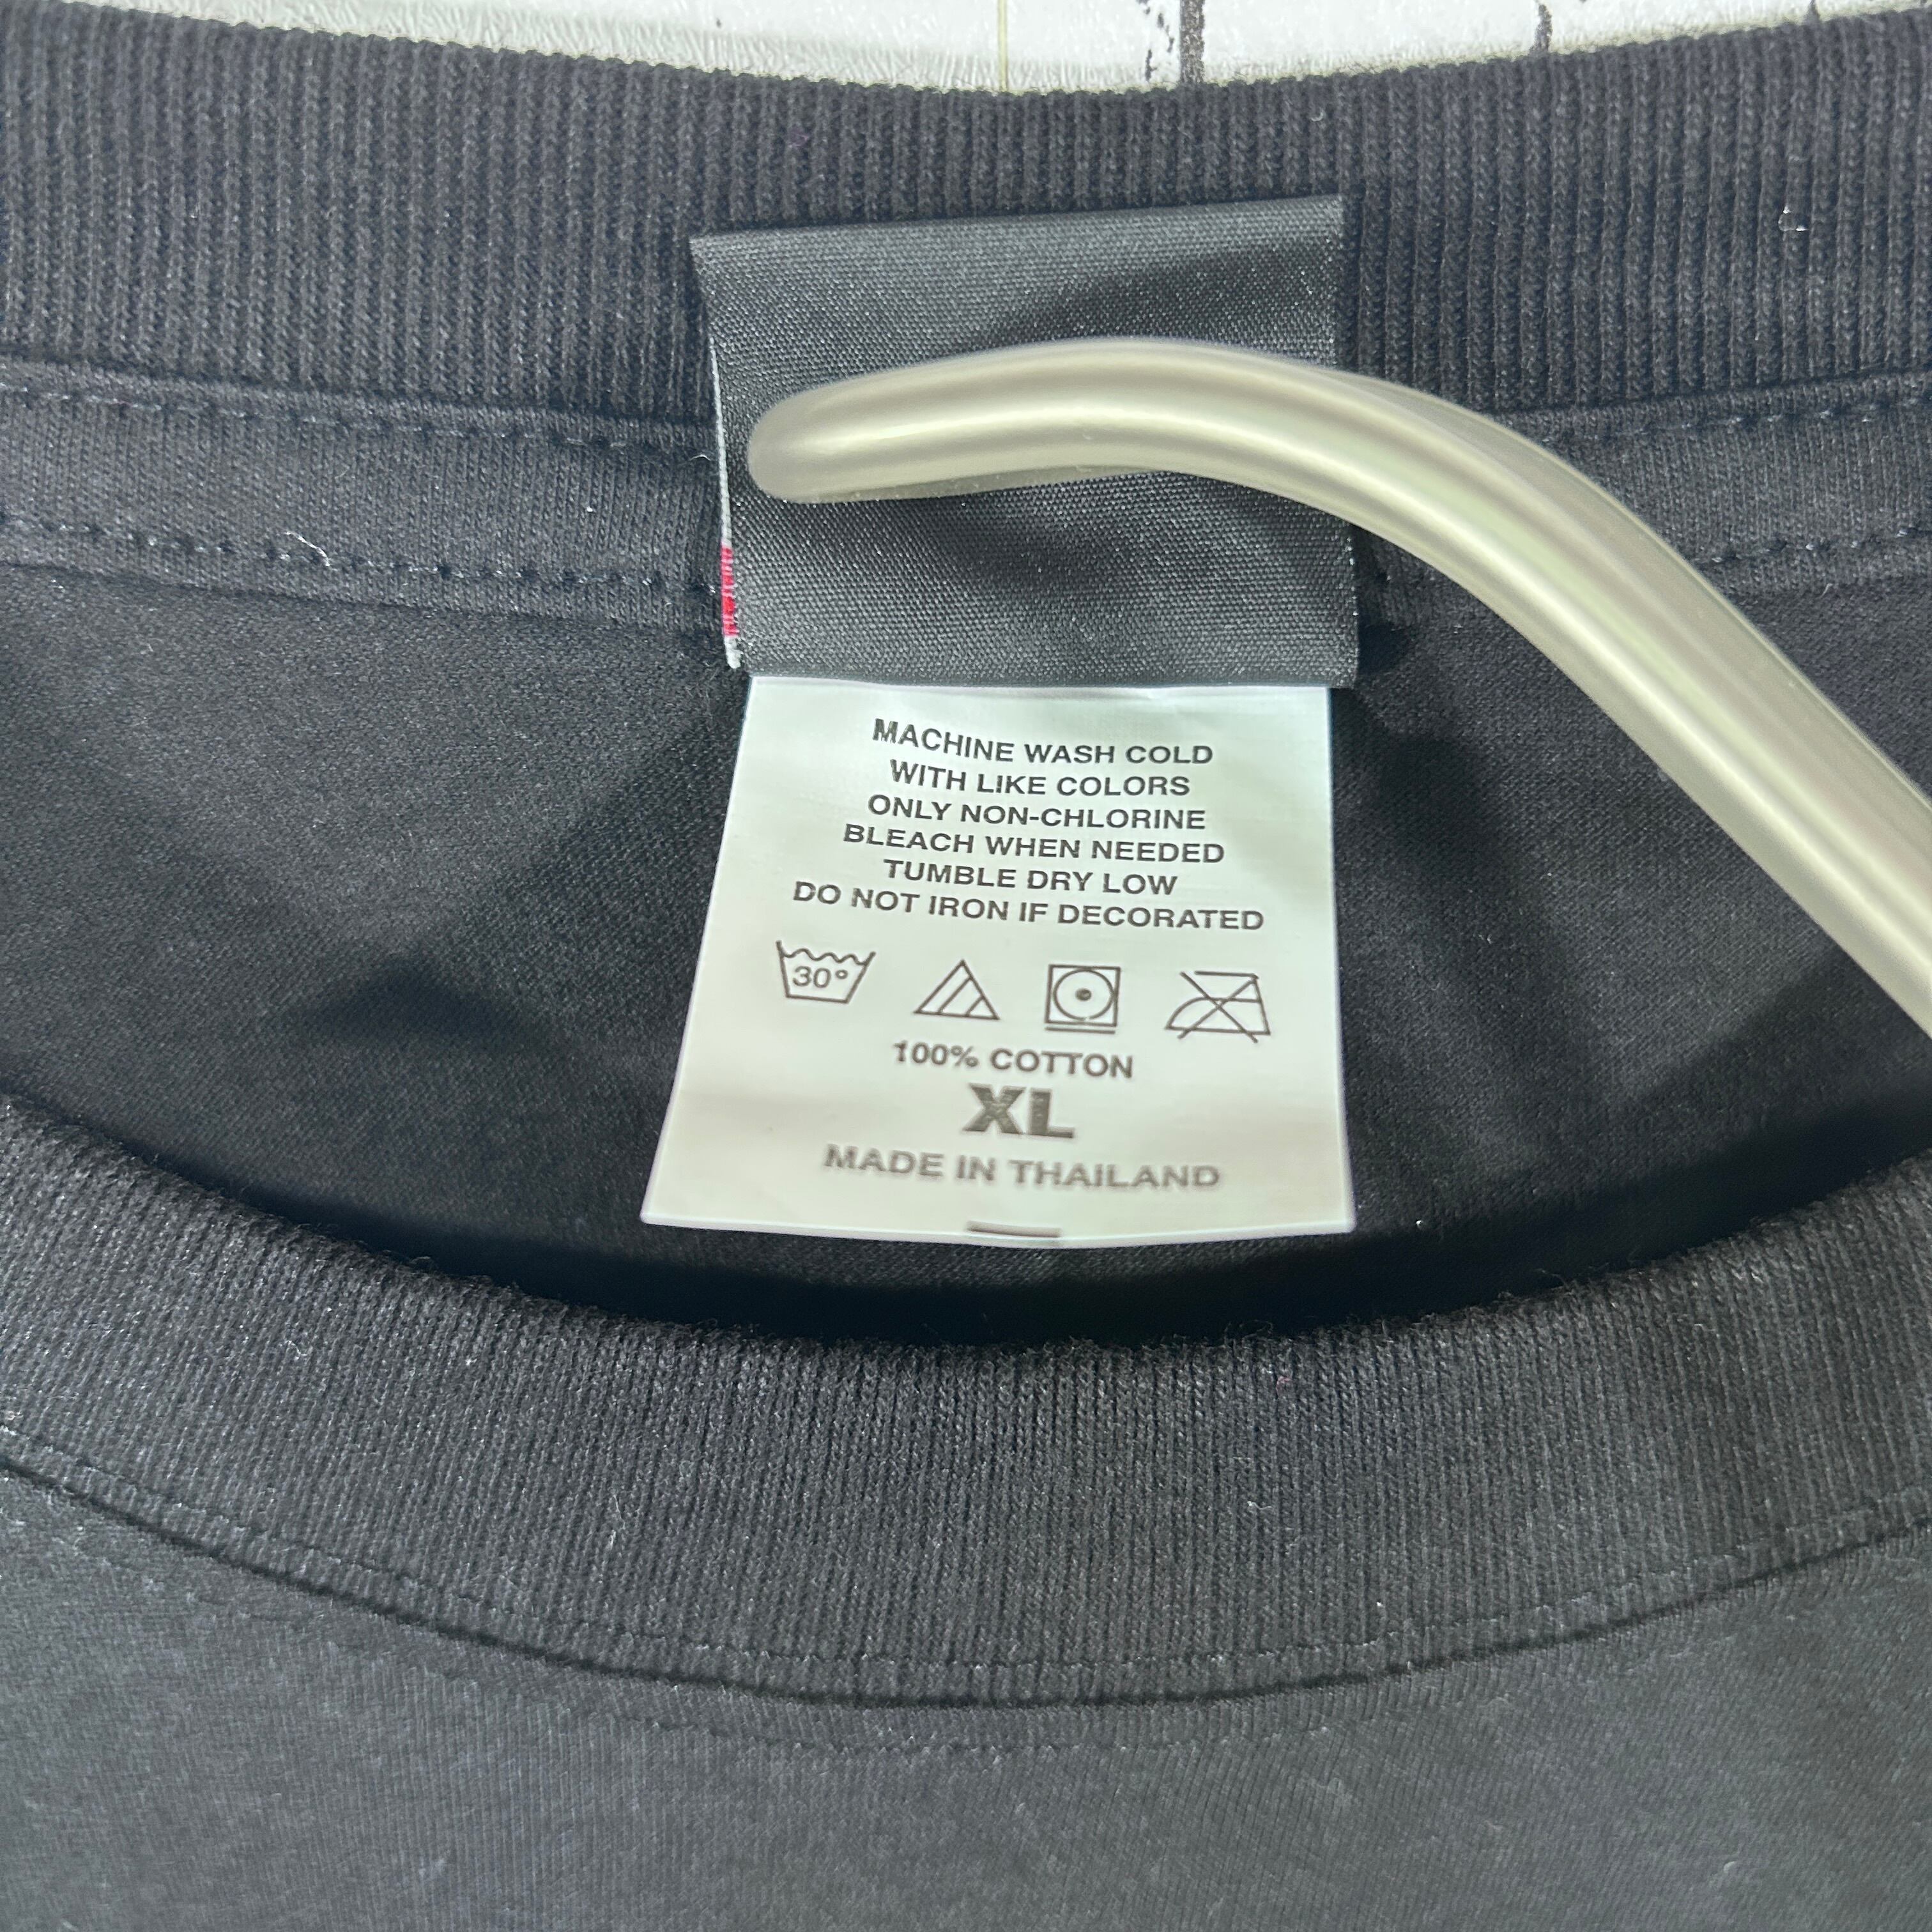 MACHINE WASH COLD
WITH LIKE COLORS
ONLY NON-CHLORINE
BLEACH WHEN NEEDED
TUMBLE DRY LOW
DO NOT IRON IF DECORATED
30°
100% COTTON
XL
MADE IN THAILAND